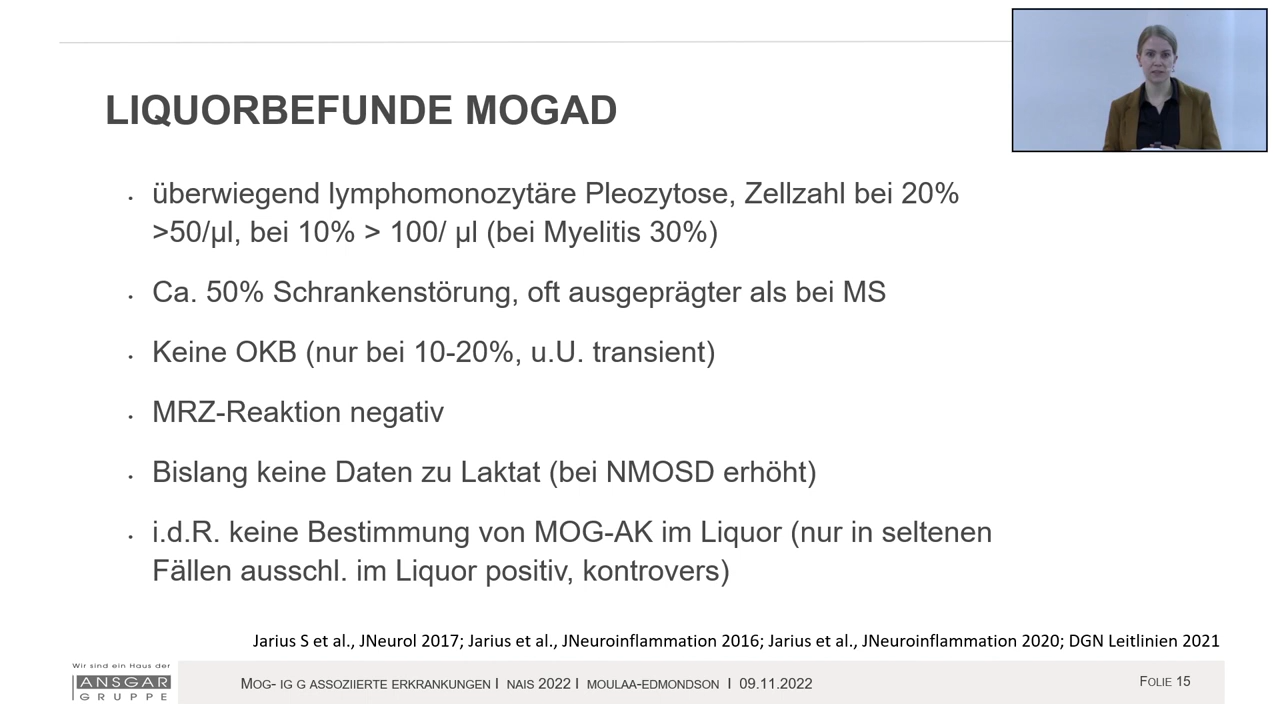 LIQUORBEFUNDE MOGAD
überwiegend lymphomonozytäre Pleozytose, Zellzahl bei 20%
>50/µl, bei 10% > 100/ µl (bei Myelitis 30%)
Ca. 50% Schrankenstörung, oft ausgeprägter als bei MS
Keine OKB (nur bei 10-20%, u.U. transient)
MRZ-Reaktion negativ
Bislang keine Daten zu Laktat (bei NMOSD erhöht)
i.d.R. keine Bestimmung von MOG-AK im Liquor (nur in seltenen
Fällen ausschl. im Liquor positiv, kontrovers)
Jarius S et al., JNeurol 2017; Jarius et al., JNeuroinflammation 2016; Jarius et al., JNeuroinflammation 2020; DGN Leitlinien 2021
Wir sind ein Haus der
ANSGAR
GRUPPE
MOG- IG G ASSOZIIERTE ERKRANKUNGEN I NAIS 2022 I MOULAA-EDMONDSON I 09.11.2022
FOLIE 15